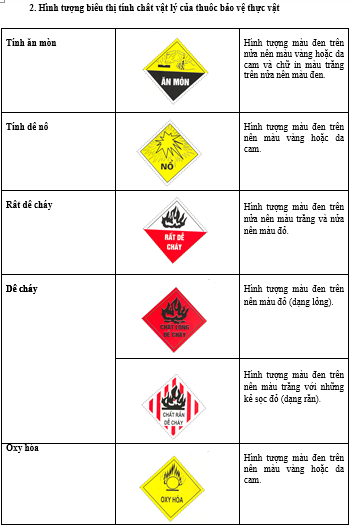 2. Hình tượng biểu thị tính chất vật lý của thuốc bảo vệ thực vật
Tính ăn mòn
ĂN MÒN
Hình tượng màu đen trên
nửa nền màu vàng hoặc da
cam và chữ in màu trắng
trên nửa nền màu đen.
Tính dễ nổ
NỔ
Hình tượng màu đen trên
nền màu vàng hoặc da
cam.
Rất dễ cháy
RẤT DỄ
CHÁY
Hình tượng màu đen trên
nửa nền màu trắng và nửa
nền màu đỏ.
Dễ cháy
CHẤT LỎNG
DỄ CHÁY
Hình tượng màu đen trên
nền màu đỏ (dạng lỏng).
CHẤT RẮN
DỄ CHÁY
Hình tượng màu đen trên
nền màu trắng với những
kẻ sọc đỏ (dạng rắn).
Oxy hóa
OXY HÓA
Hình tượng màu đen trên
nền màu vàng hoặc da
cam.